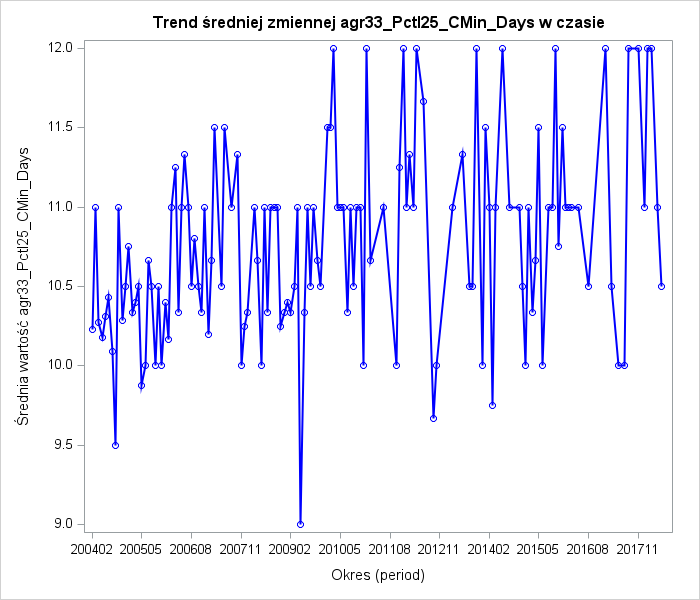 Trend średniej zmiennej agr33_Pctl25_CMin_Days w czasie
Średnia wartość agr33_Pctl25_CMin_Days
12.0
11.5
11.0
10.5
10.0
9.5
9.0
200402 200505 200608 200711 200902 201005 201108 201211 201402 201505 201608 201711
Okres (period)